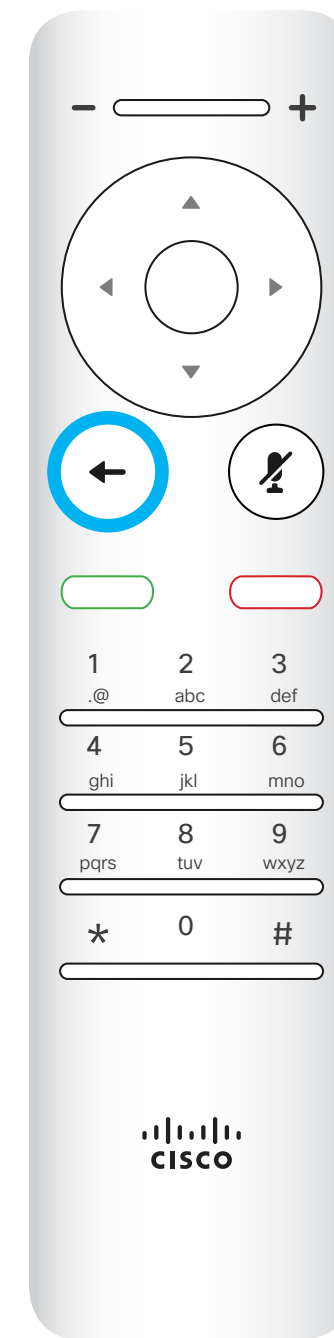 - +
1 2 3
.@ abc def
4 5 6
ghi jkl mno
7 8 9
pqrs tuv wxyz
* 0 #
CISCO